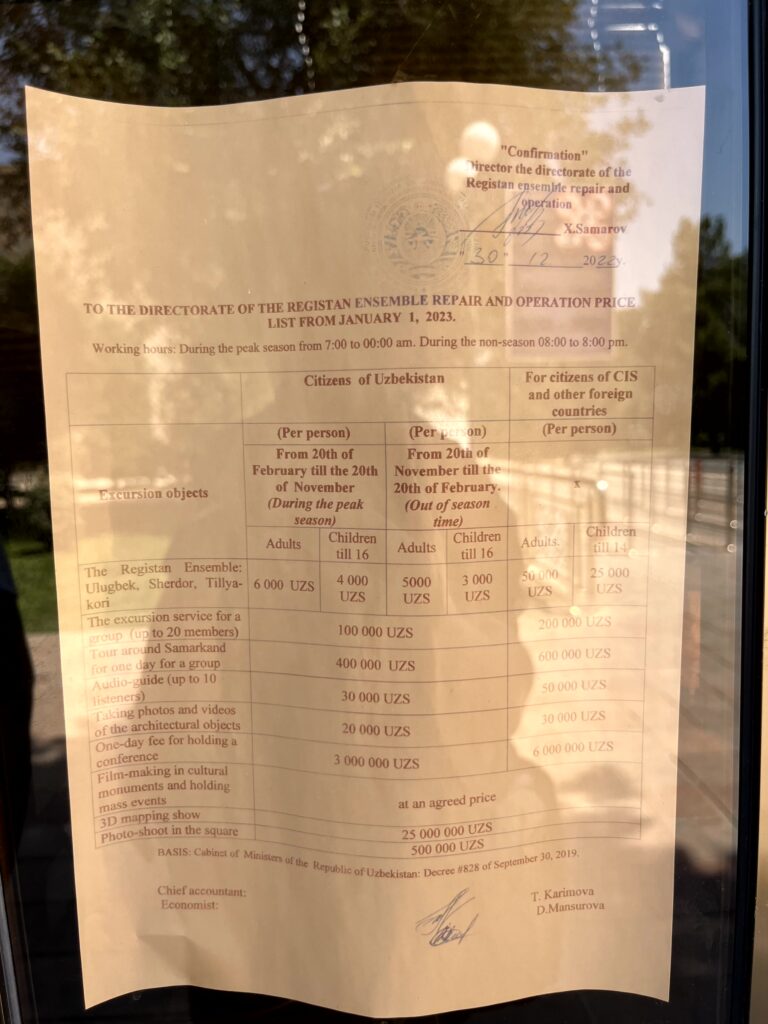 "Confirmation"
Director the directorate of the
Registan ensemble repair and
operation
X.Samarov
"30" 12 2022y.
TO THE DIRECTORATE OF THE REGISTAN ENSEMBLE REPAIR AND OPERATION PRICE
LIST FROM JANUARY 1, 2023.
Working hours: During the peak season from 7:00 to 00:00 am. During the non-season 08:00 to 8:00 pm.
Citizens of Uzbekistan
For citizens of CIS
and other foreign
countries
Excursion objects
(Per person)
(Per person)
(Per person)
From 20th of
February till the 20th
of November
(During the peak
season)
From 20th of
November till the
20th of February.
(Out of season
time)
x
Adults
Children
till 16
Adults
Children
till 16
Adults.
Children
till 14
The Registan Ensemble:
Ulugbek, Sherdor, Tillya-
kori
6 000 UZS
4 000
UZS
5000
UZS
3 000
UZS
50 000
UZS
25 000
UZS
The excursion service for a
group (up to 20 members)
100 000 UZS
200 000 UZS
Tour around Samarkand
for one day for a group
400 000 UZS
600 000 UZS
Audio-guide (up to 10
listeners)
30 000 UZS
50 000 UZS
Taking photos and videos
of the architectural objects
20 000 UZS
30 000 UZS
One-day fee for holding a
conference
3 000 000 UZS
6 000 000 UZS
Film-making in cultural
monuments and holding
mass events
at an agreed price
3D mapping show
25 000 000 UZS
Photo-shoot in the square
500 000 UZS
BASIS: Cabinet of Ministers of the Republic of Uzbekistan: Decree #828 of September 30, 2019.
Chief accountant:
T. Karimova
Economist:
D.Mansurova